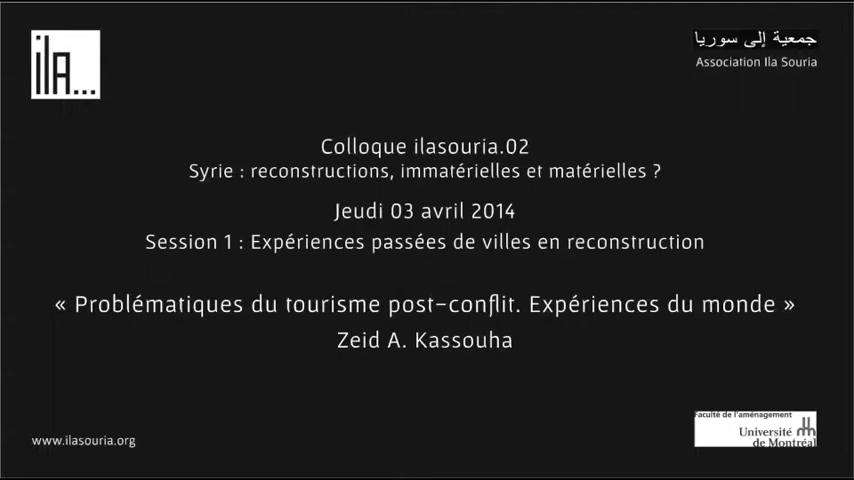 ila...
جمعية إلى سوريا
Association Ila Souria
Colloque ilasouria.02
Syrie : reconstructions, immatérielles et matérielles ?
Jeudi 03 avril 2014
Session 1 : Expériences passées de villes en reconstruction
« Problématiques du tourisme post-conflit. Expériences du monde »
Zeid A. Kassouha
www.ilasouria.org
Faculté de l'aménagement
Université
de Montréal